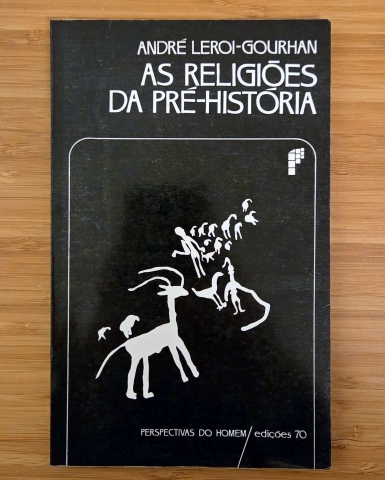 ANDRÉ LEROI-GOURHAN
AS RELIGIÕES
DA PRÉ-HISTÓRIA
PERSPECTIVAS DO HOMEM / edições 70